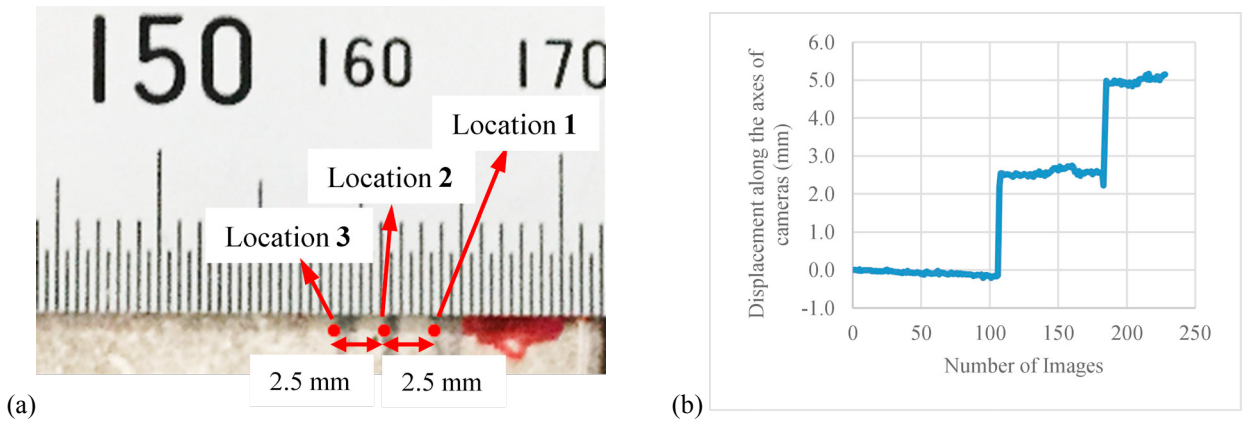 150
160
170
Location 1
Location 2
Location 3
2.5 mm
2.5 mm
(a)
Displacement along the axes of
cameras (mm)
6.0
5.0
4.0
3.0
2.0
1.0
0.0
-1.0
0
50
100
150
200
250
Number of Images
(b)